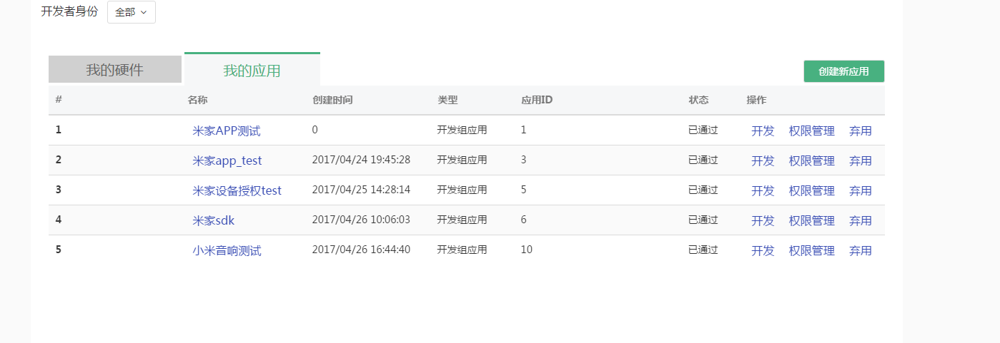 开发者身份 全部
我的硬件 我的应用 创建新应用
# 名称 创建时间 类型 应用ID 状态 操作
1 米家APP测试 0 开发组应用 1 已通过 开发 权限管理 弃用
2 米家app_test 2017/04/24 19:45:28 开发组应用 3 已通过 开发 权限管理 弃用
3 米家设备授权test 2017/04/25 14:28:14 开发组应用 5 已通过 开发 权限管理 弃用
4 米家sdk 2017/04/26 10:06:03 开发组应用 6 已通过 开发 权限管理 弃用
5 小米音响测试 2017/04/26 16:44:40 开发组应用 10 已通过 开发 权限管理 弃用